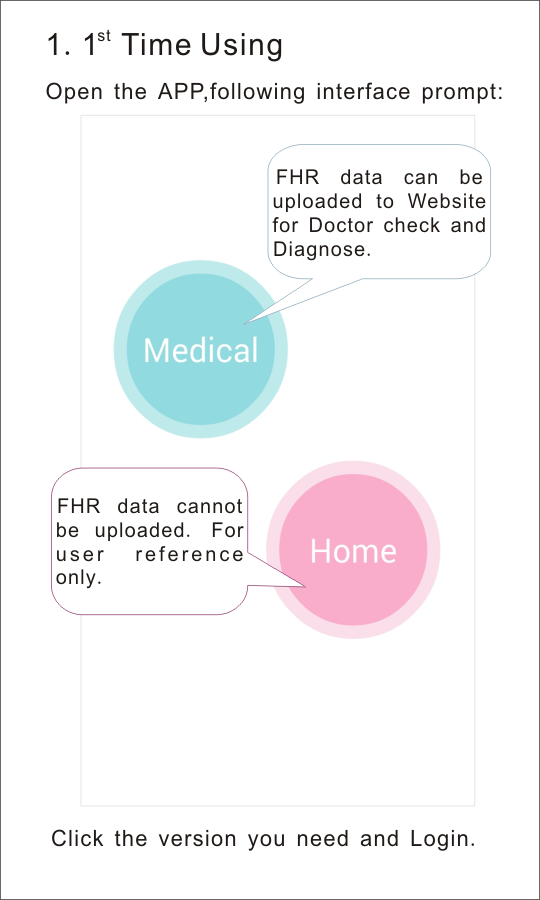 1. 1st Time Using
Open the APP,following interface prompt:
FHR data can be
uploaded to Website
for Doctor check and
Diagnose.
Medical
FHR data cannot
be uploaded. For
user reference
only.
Home
Click the version you need and Login.